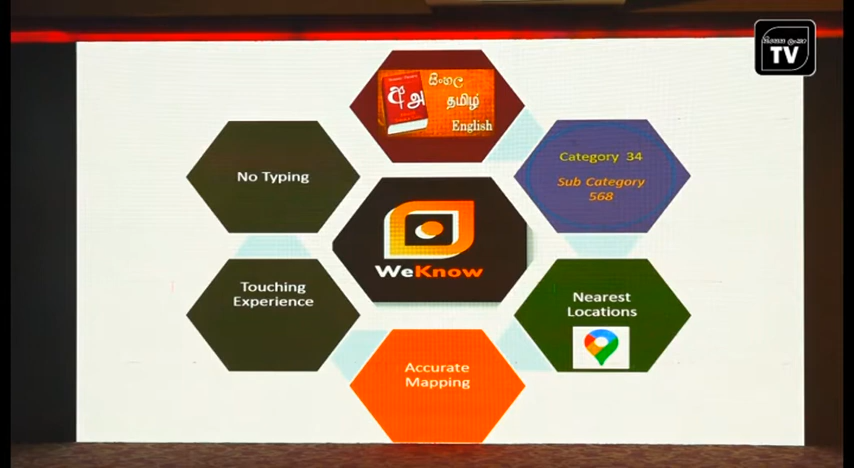 TV
සිංහල
தமிழ்
English
අ அ
Category 34
Sub Category
568
No Typing
WeKnow
Touching
Experience
Nearest
Locations
Accurate
Mapping